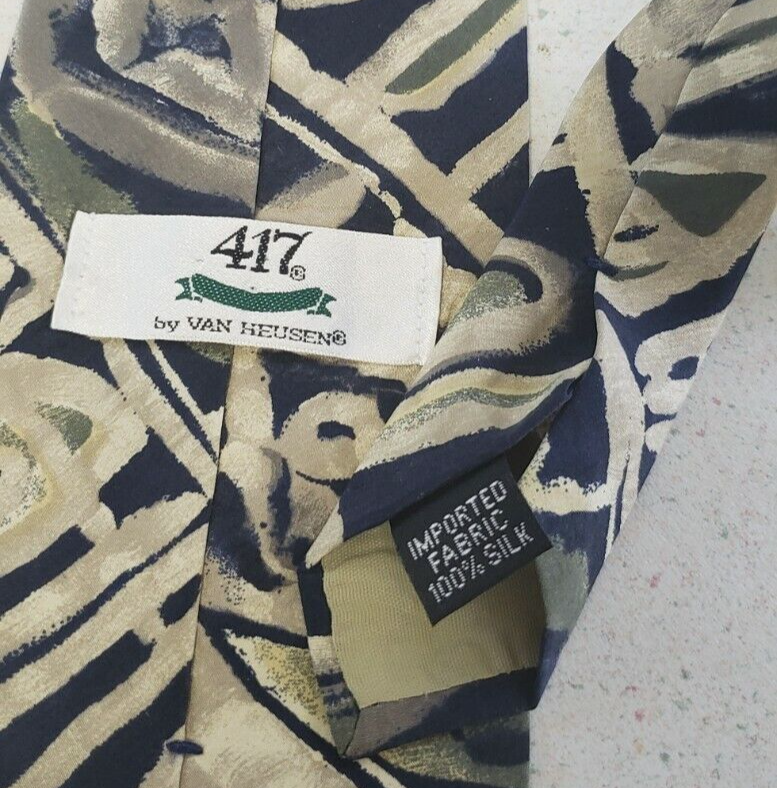 417®
by VAN HEUSEN®
IMPORTED
FABRIC
100% SILK